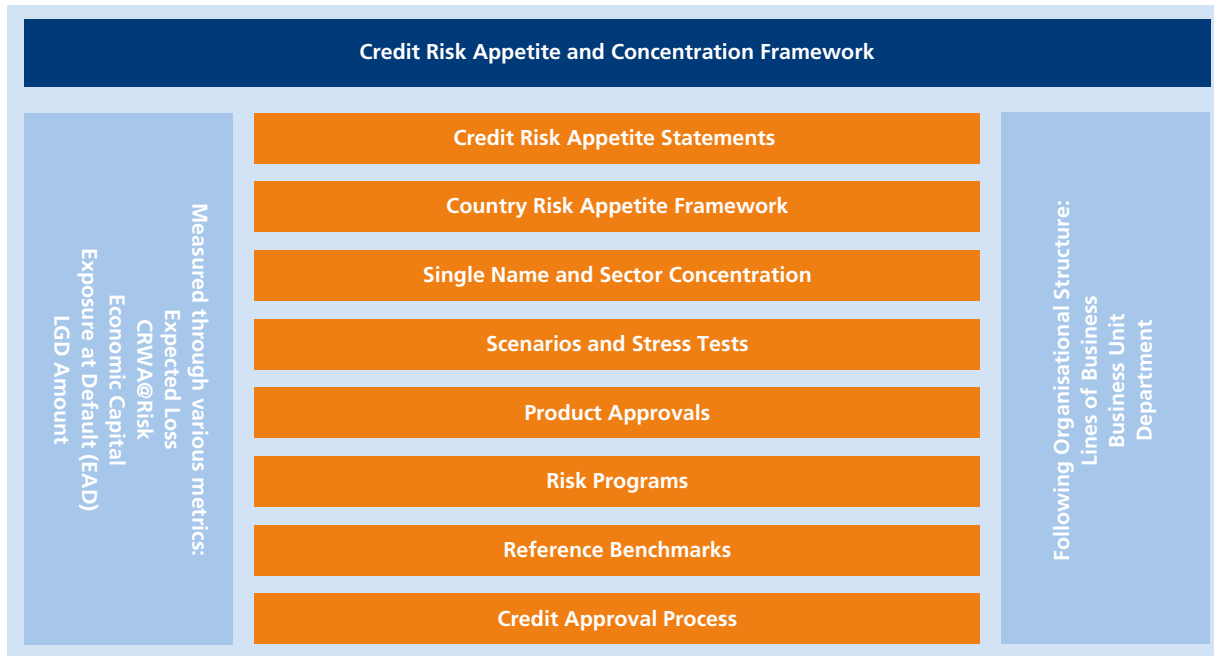 Credit Risk Appetite and Concentration Framework
Measured through various metrics:
Expected Loss
CRWA@Risk
Economic Capital
Exposure at Default (EAD)
LGD Amount
Credit Risk Appetite Statements
Country Risk Appetite Framework
Single Name and Sector Concentration
Scenarios and Stress Tests
Product Approvals
Risk Programs
Reference Benchmarks
Credit Approval Process
Following Organisational Structure:
Lines of Business
Business Unit
Department